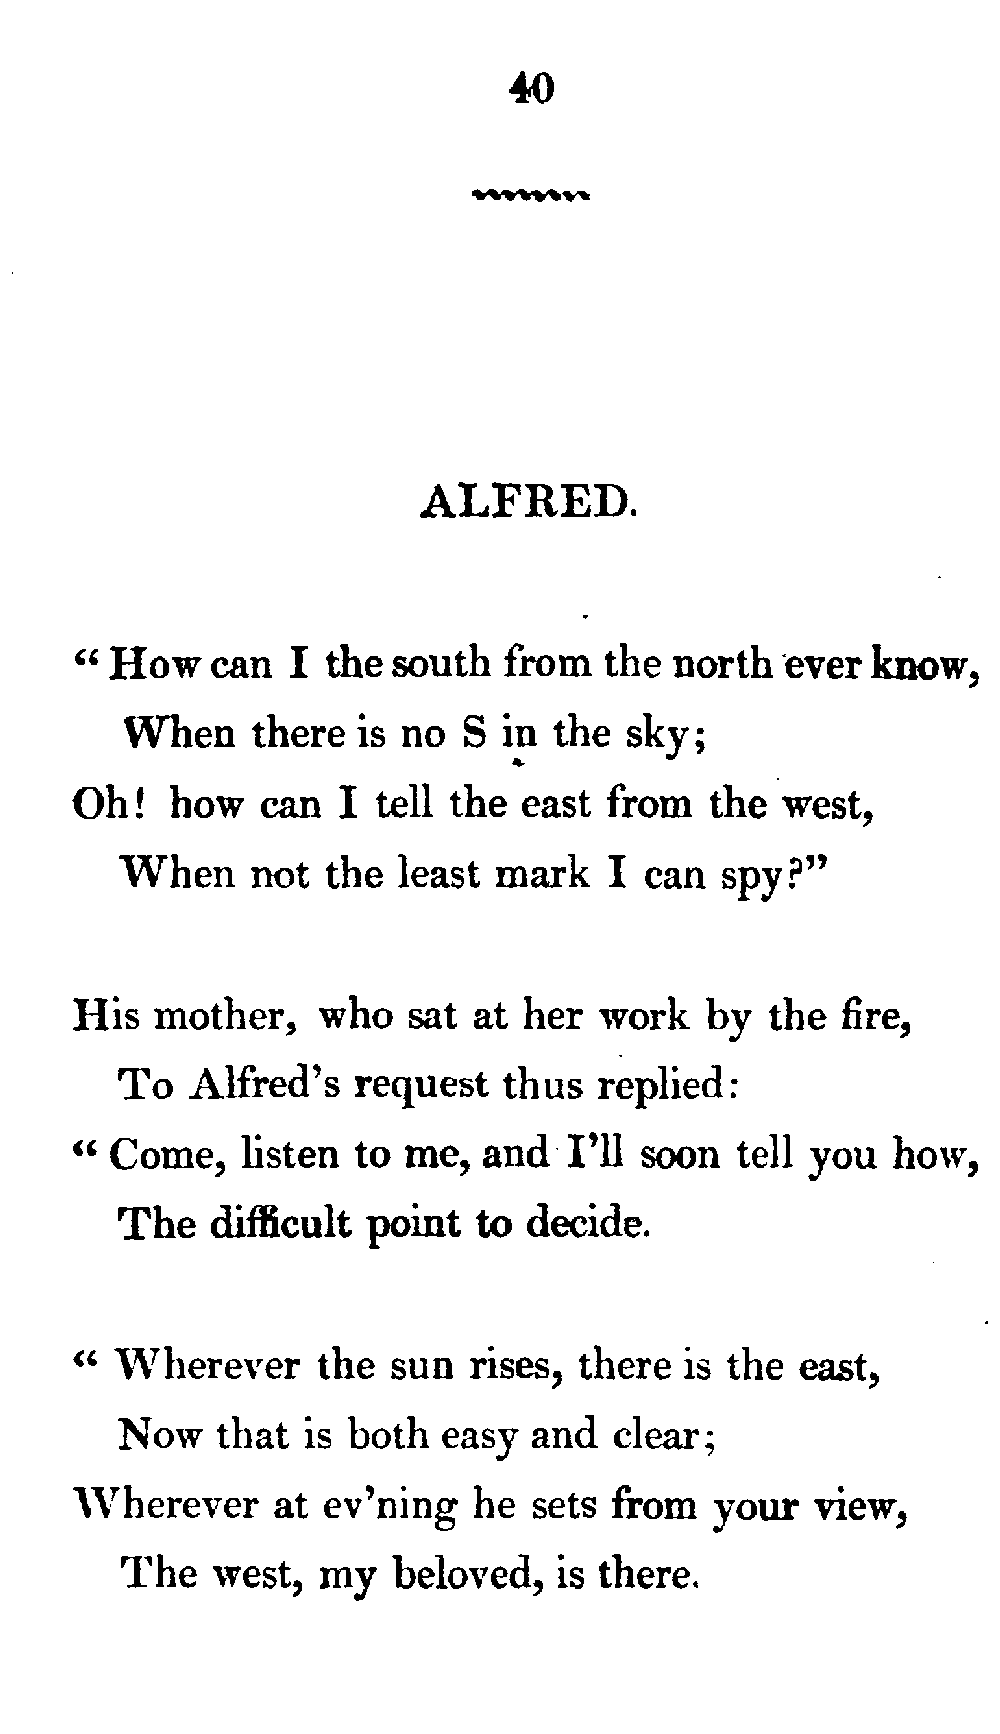 40
ALFRED.
“ How can I the south from the north ever know,
When there is no S in the sky;
Oh! how can I tell the east from the west,
When not the least mark I can spy?”
His mother, who sat at her work by the fire,
To Alfred’s request thus replied:
“ Come, listen to me, and I’ll soon tell you how,
The difficult point to decide.
“ Wherever the sun rises, there is the east,
Now that is both easy and clear;
Wherever at ev’ning he sets from your view,
The west, my beloved, is there.